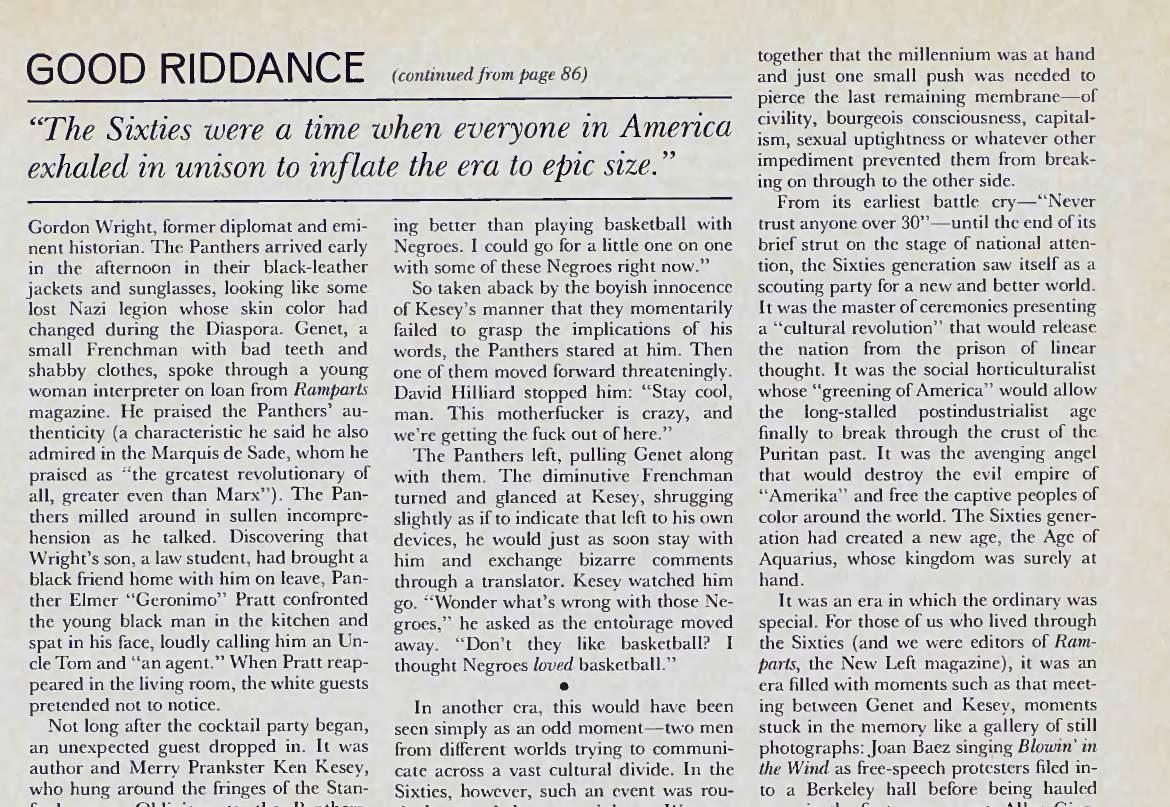 GOOD RIDDANCE (continued from page 86)
“The Sixties were a time when everyone in America
exhaled in unison to inflate the era to epic size.”
Gordon Wright, former diplomat and emi-
nent historian. The Panthers arrived early
in the afternoon in their black-leather
jackets and sunglasses, looking like some
lost Nazi legion whose skin color had
changed during the Diaspora. Genet, a
small Frenchman with bad teeth and
shabby clothes, spoke through a young
woman interpreter on loan from Ramparts
magazine. He praised the Panthers’ au-
thenticity (a characteristic he said he also
admired in the Marquis de Sade, whom he
praised as “the greatest revolutionary of
all, greater even than Marx”). The Pan-
thers milled around in sullen incompre-
hension as he talked. Discovering that
Wright’s son, a law student, had brought a
black friend home with him on leave, Pan-
ther Elmer “Geronimo” Pratt confronted
the young black man in the kitchen and
spat in his face, loudly calling him an Un-
cle Tom and “an agent.” When Pratt reap-
peared in the living room, the white guests
pretended not to notice.
Not long after the cocktail party began,
an unexpected guest dropped in. It was
author and Merry Prankster Ken Kesey,
who hung around the fringes of the Stan-
ing better than playing basketball with
Negroes. I could go for a little one on one
with some of these Negroes right now.”
So taken aback by the boyish innocence
of Kesey’s manner that they momentarily
failed to grasp the implications of his
words, the Panthers stared at him. Then
one of them moved forward threateningly.
David Hilliard stopped him: “Stay cool,
man. This motherfucker is crazy, and
we’re getting the fuck out of here.”
The Panthers left, pulling Genet along
with them. The diminutive Frenchman
turned and glanced at Kesey, shrugging
slightly as if to indicate that left to his own
devices, he would just as soon stay with
him and exchange bizarre comments
through a translator. Kesey watched him
go. “Wonder what’s wrong with those Ne-
groes,” he asked as the entourage moved
away. “Don’t they like basketball? I
thought Negroes loved basketball.”
●
In another era, this would have been
seen simply as an odd moment—two men
from different worlds trying to communi-
cate across a vast cultural divide. In the
Sixties, however, such an event was rou-
together that the millennium was at hand
and just one small push was needed to
pierce the last remaining membrane—of
civility, bourgeois consciousness, capital-
ism, sexual uptightness or whatever other
impediment prevented them from break-
ing on through to the other side.
From its earliest battle cry—“Never
trust anyone over 30”—until the end of its
brief strut on the stage of national atten-
tion, the Sixties generation saw itself as a
scouting party for a new and better world.
It was the master of ceremonies presenting
a “cultural revolution” that would release
the nation from the prison of linear
thought. It was the social horticulturalist
whose “greening of America” would allow
the long-stalled postindustrialist age
finally to break through the crust of the
Puritan past. It was the avenging angel
that would destroy the evil empire of
“Amerika” and free the captive peoples of
color around the world. The Sixties gener-
ation had created a new age, the Age of
Aquarius, whose kingdom was surely at
hand.
It was an era in which the ordinary was
special. For those of us who lived through
the Sixties (and we were editors of Ram-
parts, the New Left magazine), it was an
era filled with moments such as that meet-
ing between Genet and Kesey, moments
stuck in the memory like a gallery of still
photographs: Joan Baez singing Blowin’ in
the Wind as free-speech protesters filed in-
to a Berkeley hall before being hauled